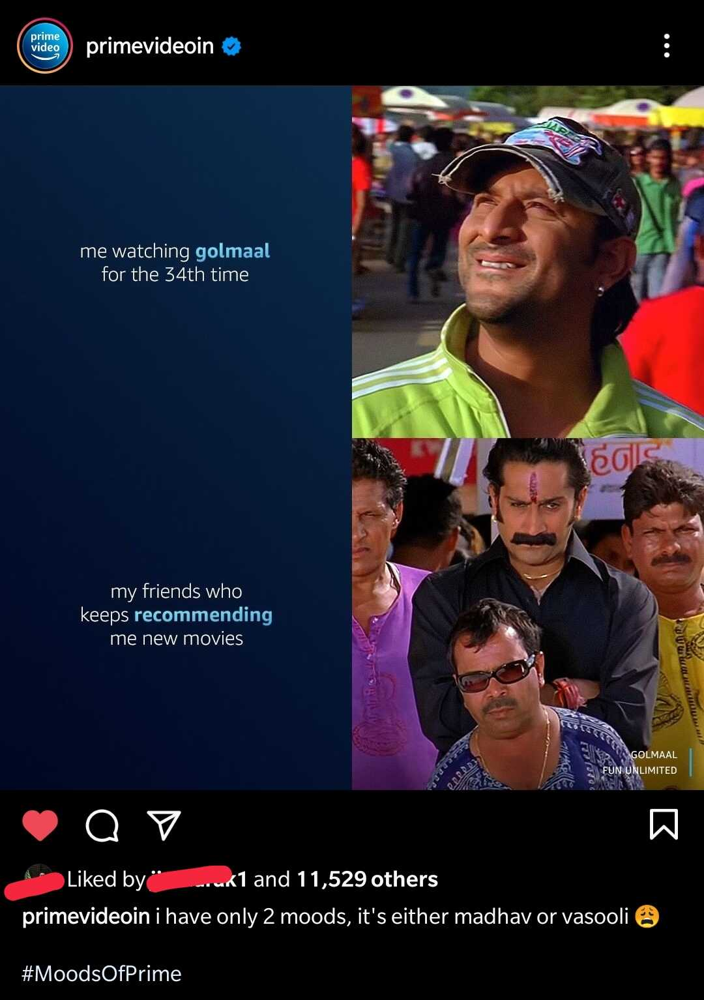 prime
video
primevideoin
me watching golmaal
for the 34th time
हनाई
my friends who
keeps recommending
me new movies
GOLMAAL
FUN UNLIMITED
Liked by and 11,529 others
primevideoin i have only 2 moods, it's either madhav or vasooli 😩
#MoodsOfPrime